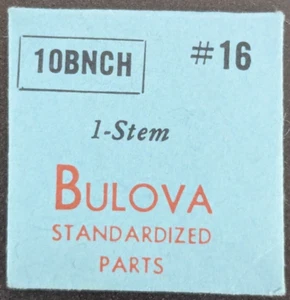 10BNCH #16
1-Stem
BULOVA
STANDARDIZED
PARTS